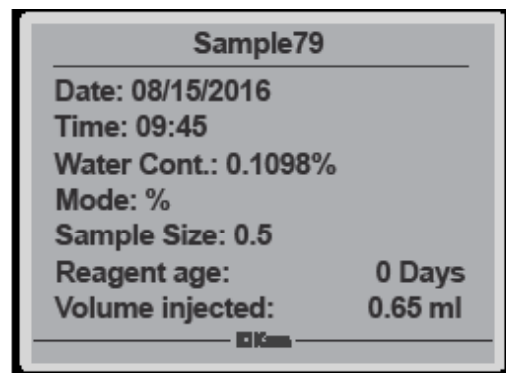 Sample79
Date: 08/15/2016
Time: 09:45
Water Cont.: 0.1098%
Mode: %
Sample Size: 0.5
Reagent age: 0 Days
Volume injected: 0.65 ml